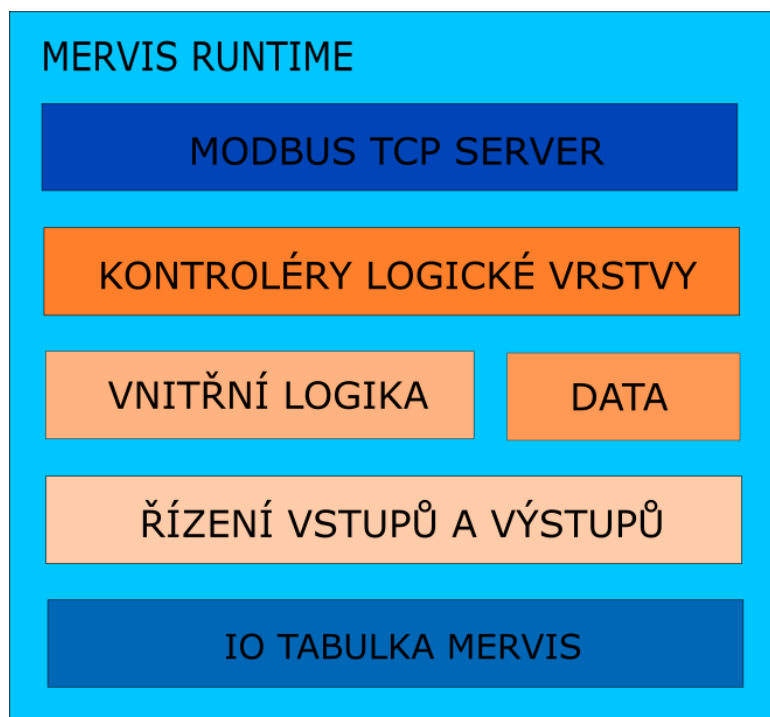 MERVIS RUNTIME
MODBUS TCP SERVER
KONTROLÉRY LOGICKÉ VRSTVY
VNITŘNÍ LOGIKA
DATA
ŘÍZENÍ VSTUPŮ A VÝSTUPŮ
IO TABULKA MERVIS